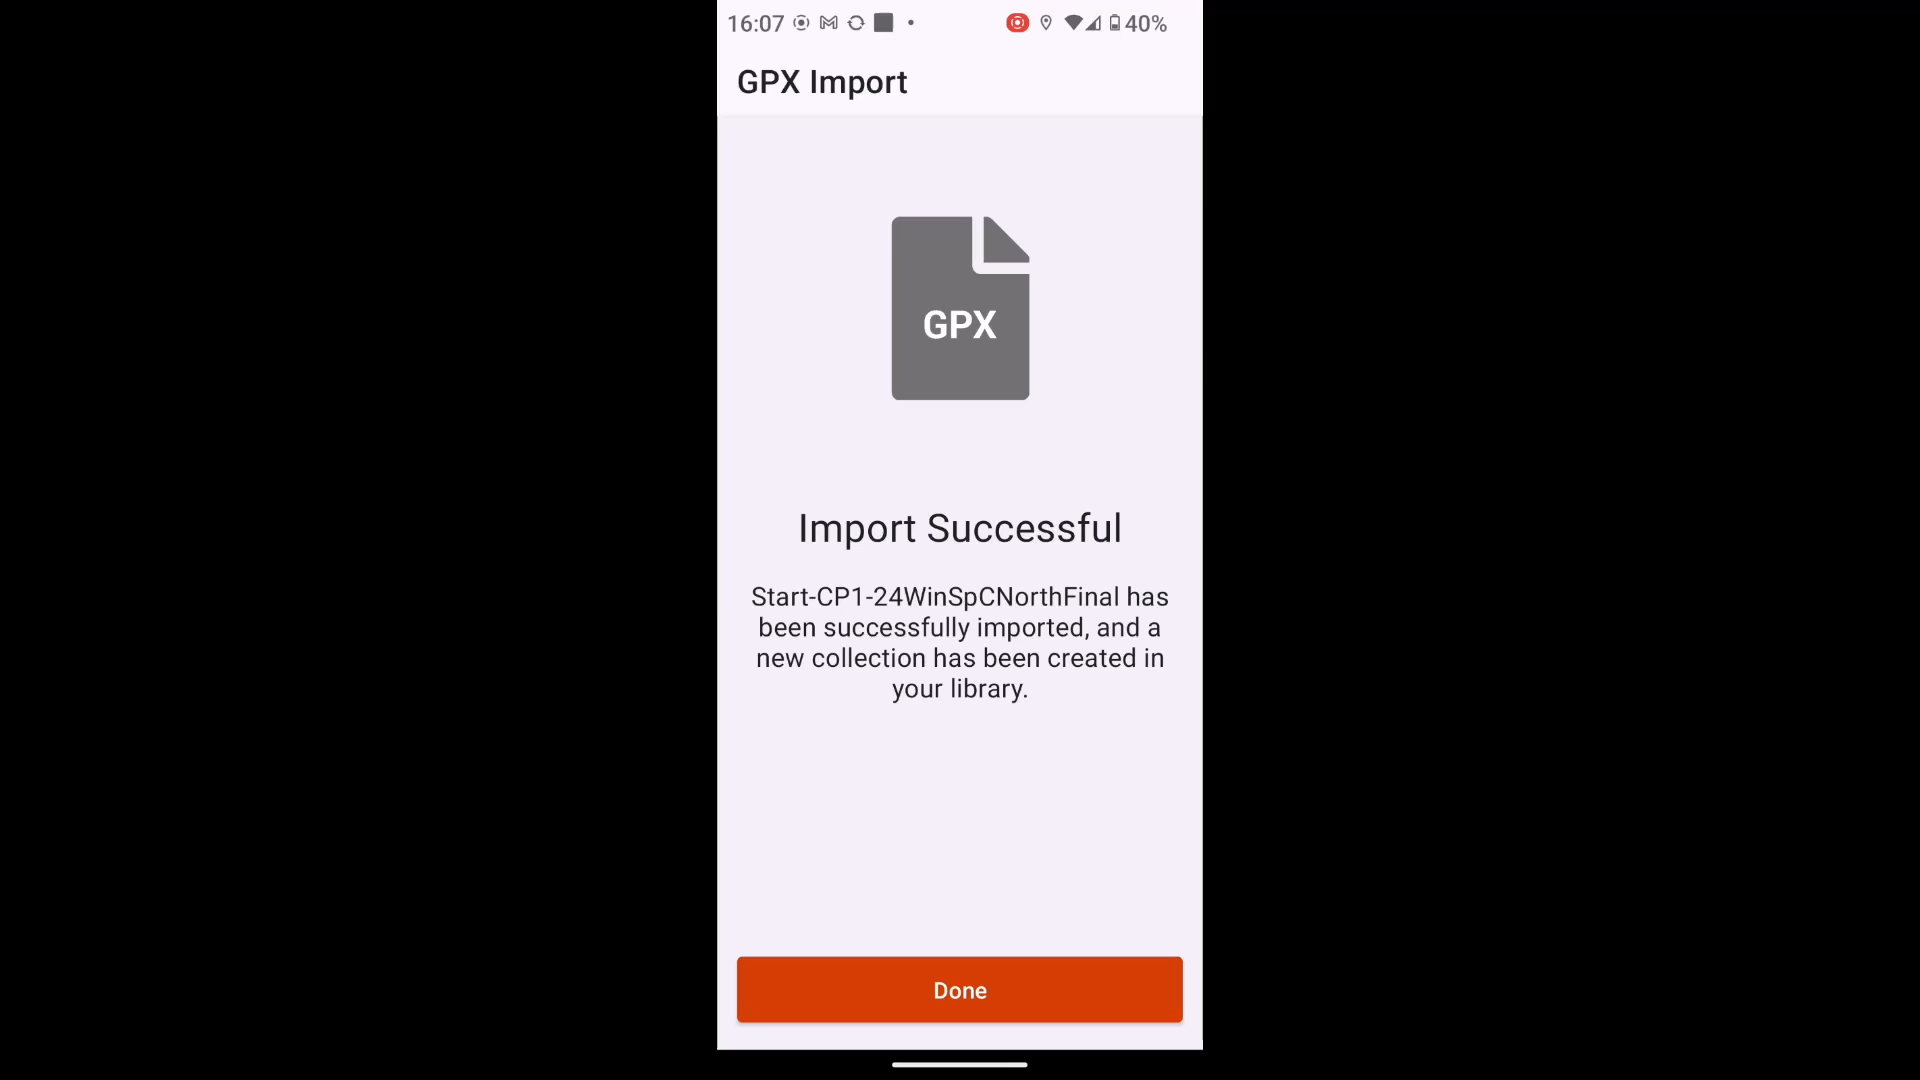 16:07
40%
GPX Import
GPX
Import Successful
Start-CP1-24WinSpCNorthFinal has
been successfully imported, and a
new collection has been created in
your library.
Done